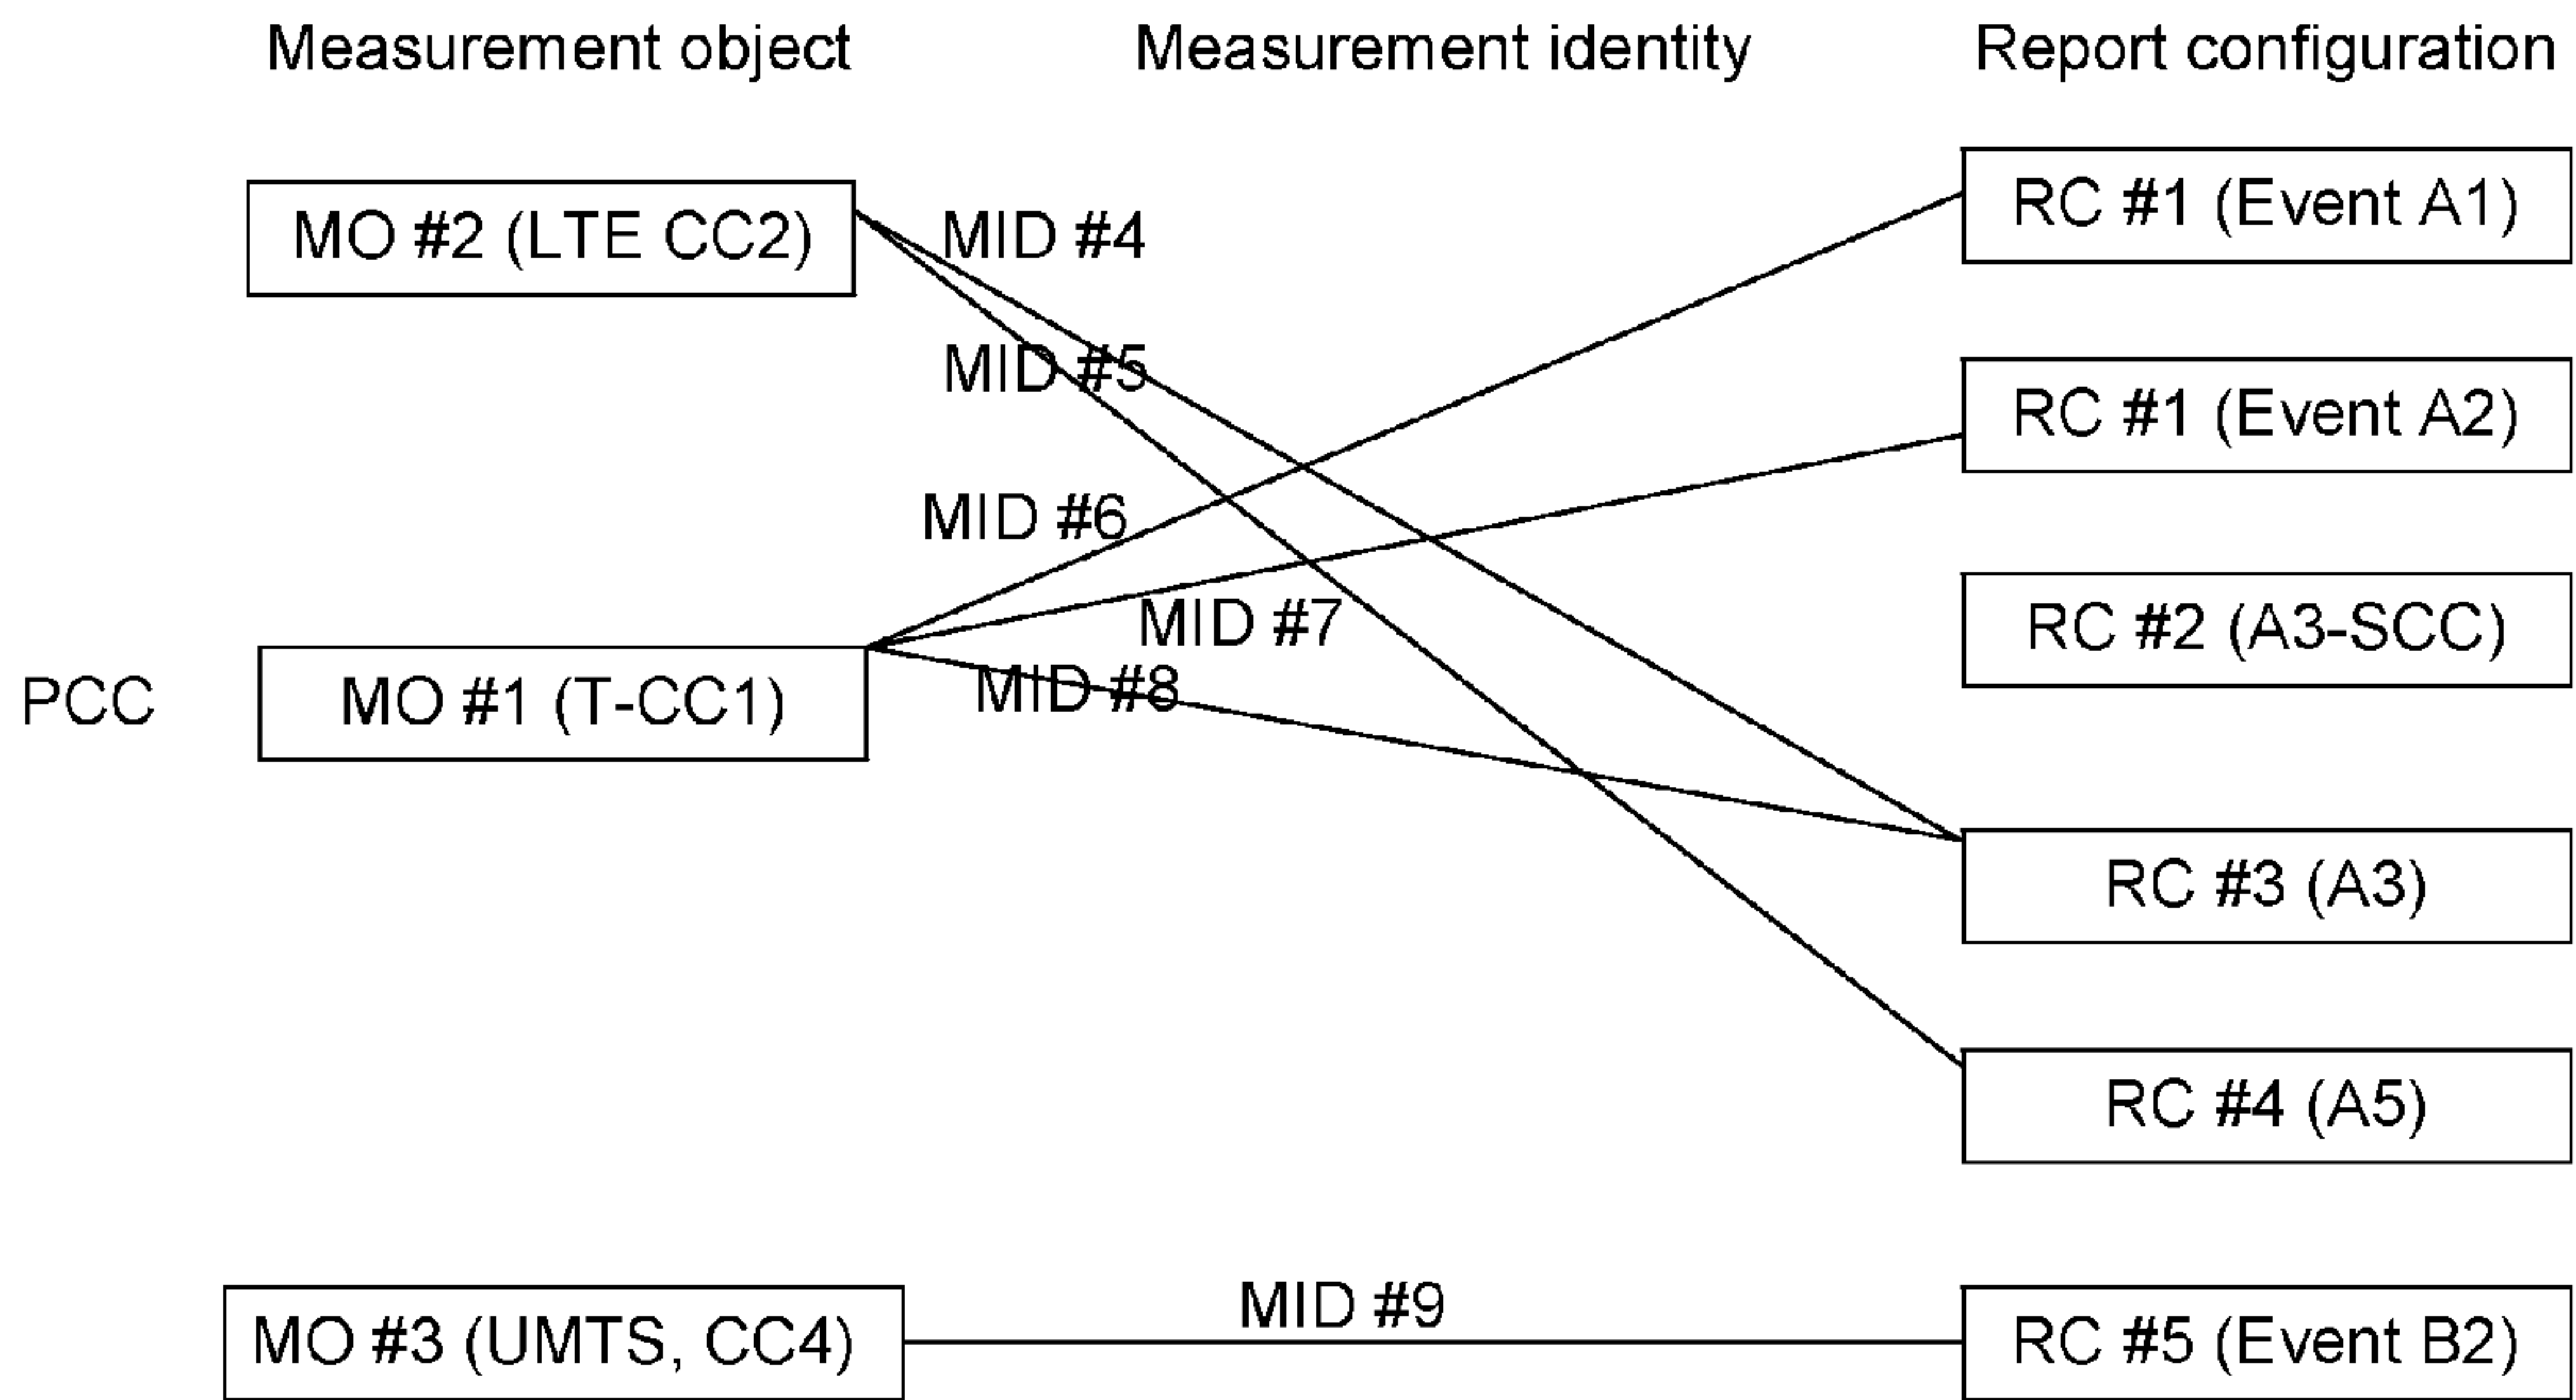 Measurement object
Measurement identity
Report configuration
MO #2 (LTE CC2)
MID #4
RC #1 (Event A1)
MID #5
RC #1 (Event A2)
MID #6
MID #7
RC #2 (A3-SCC)
PCC
MO #1 (T-CC1)
MID #8
RC #3 (A3)
RC #4 (A5)
MO #3 (UMTS, CC4)
MID #9
RC #5 (Event B2)